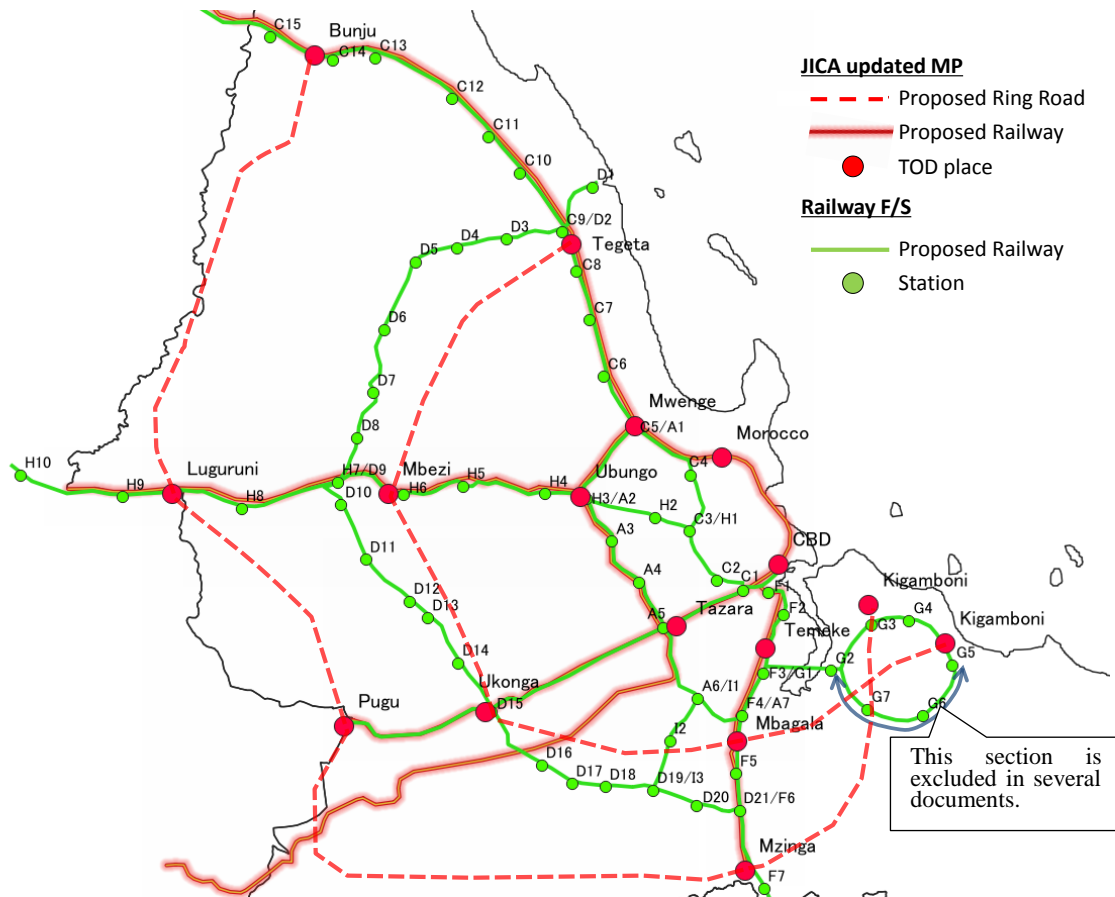 C15
Bunju
C14
C13
C12
C11
C10
D1
C9/D2
D3
D4
D5
Tegeta
C8
C7
D6
C6
D7
Mwenge
C5/A1
D8
Morocco
C4
H10
Luguruni
H7/D9
Mbezi
H5
Ubungo
H9
H8
D10
H6
H4
H3/A2
H2
C3/H1
A3
D11
CBD
A4
C2
C1
F1
D12
D13
Kigamboni
F2
G4
A5
Tazara
Temeke
G3
Kigamboni
D14
G2
G5
F3/G1
Ukonga
A6/I1
D15
Pugu
F4/A7
G7
G6
Mbagala
I2
D16
F5
D17
D18
D19/I3
D20
D21/F6
Mzinga
F7
JICA updated MP
Proposed Ring Road
Proposed Railway
TOD place
Railway F/S
Proposed Railway
Station
This section is
excluded in several
documents.